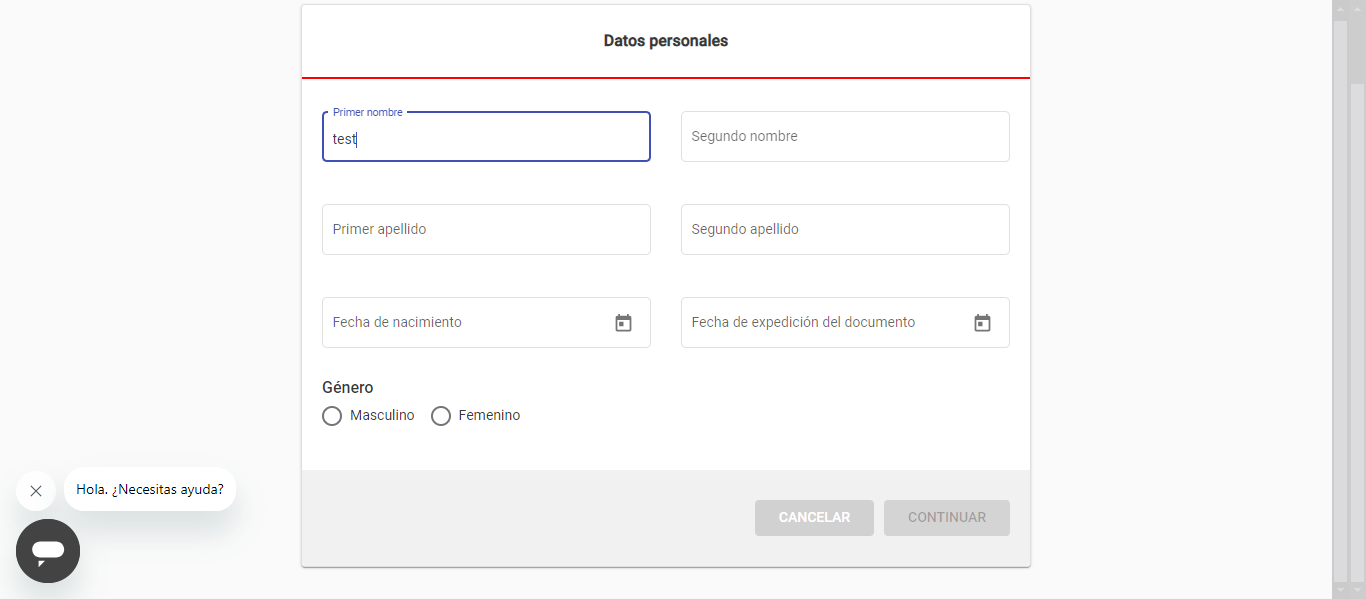 Datos personales
Primer nombre
test
Segundo nombre
Primer apellido
Segundo apellido
Fecha de nacimiento
Fecha de expedición del documento
Género
Masculino
Femenino
Hola. ¿Necesitas ayuda?
CANCELAR
CONTINUAR